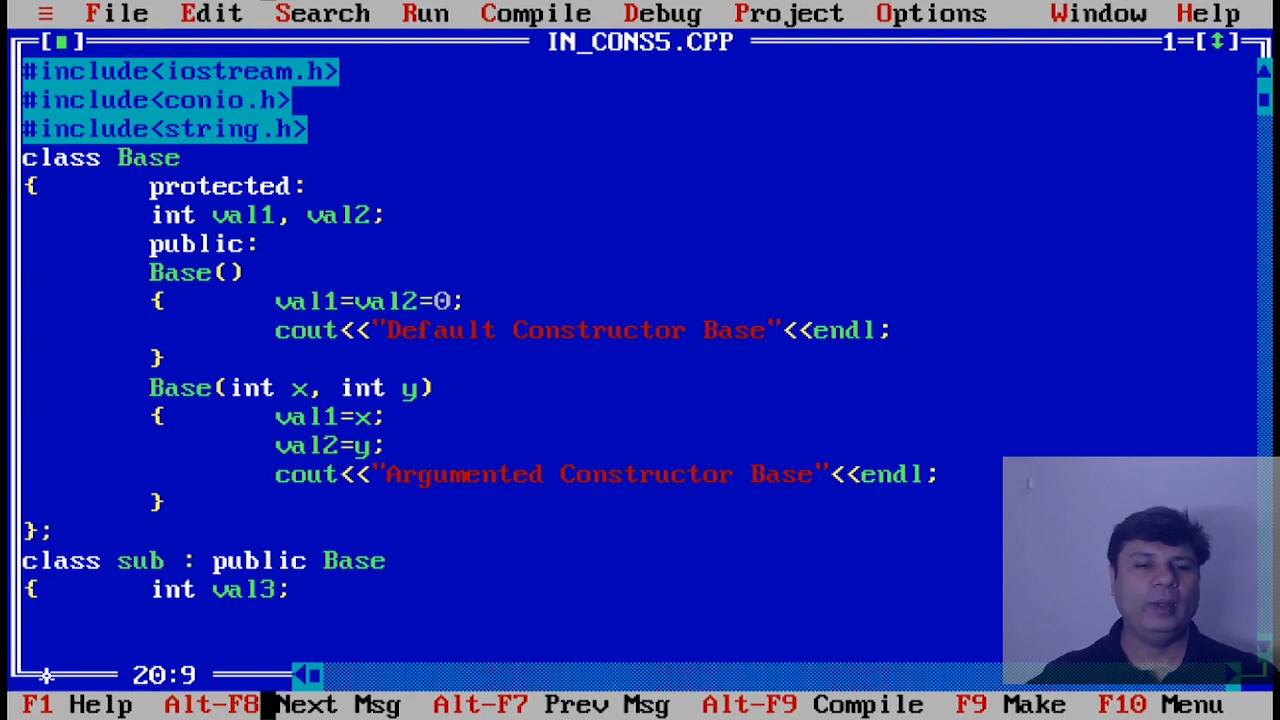 ≡ File Edit Search Run Compile Debug Project Options Window Help
[■] IN_CONS5.CPP 1=[↕]
#include<iostream.h>
#include<conio.h>
#include<string.h>
class Base
{ protected:
int val1, val2;
public:
Base()
{ val1=val2=0;
cout<<"Default Constructor Base"<<endl;
}
Base(int x, int y)
{ val1=x;
val2=y;
cout<<"Argumented Constructor Base"<<endl;
}
};
class sub : public Base
{ int val3;
20:9
F1 Help Alt-F8 Next Msg Alt-F7 Prev Msg Alt-F9 Compile F9 Make F10 Menu